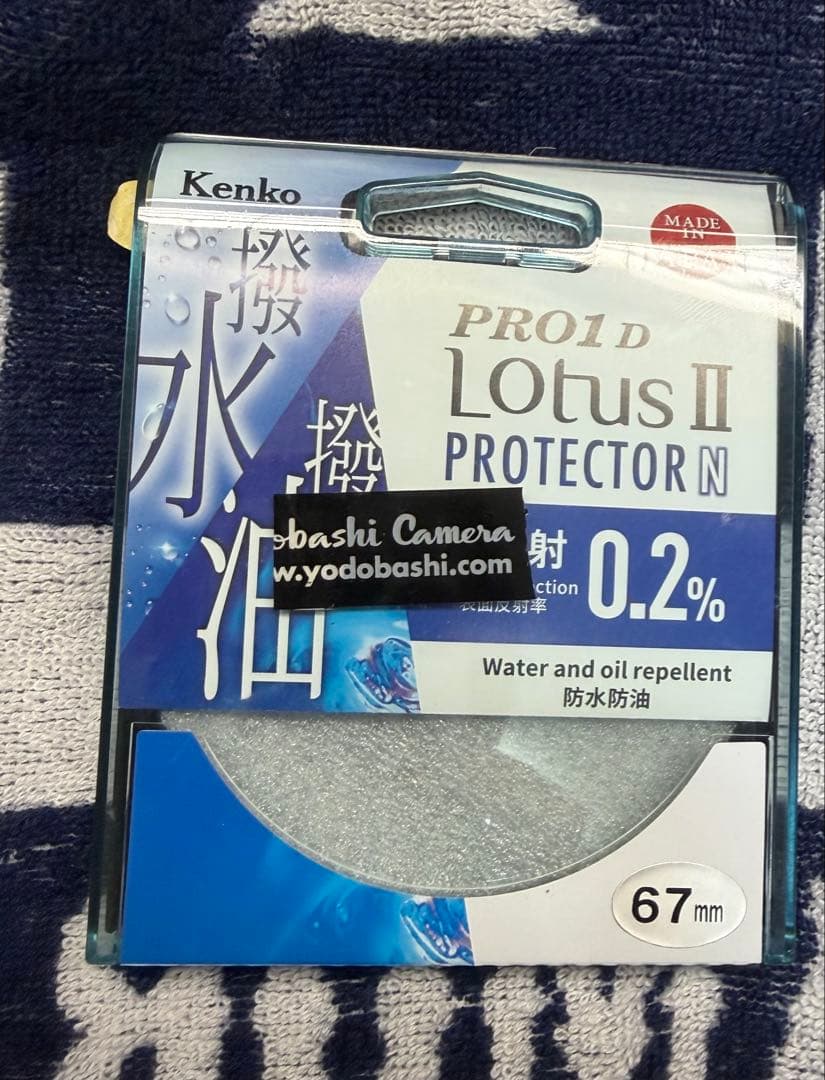 Kenko
MADE
IN
撥
水
撥
油
PRO1D
Lotus II
PROTECTOR N
obashi Camera
w.yodobashi.com
射
0.2%
ction
表面反射率
Water and oil repellent
防水防油
67mm